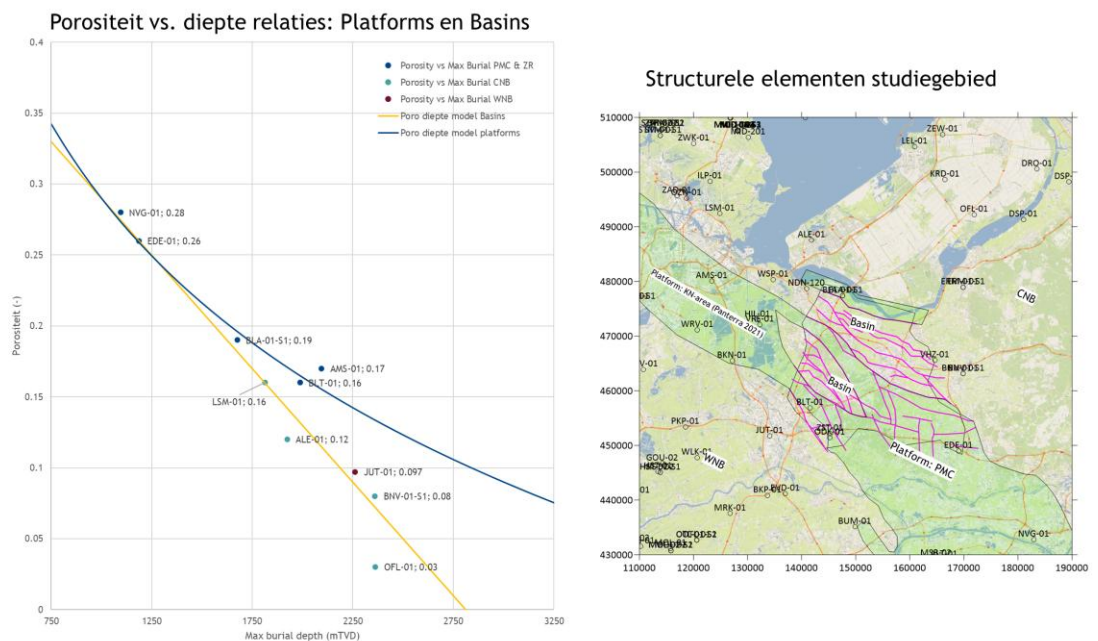 Porositeit vs. diepte relaties: Platforms en Basins
0.4
0.35
0.3
0.25
0.2
0.15
0.1
0.05
0
Porositeit (-)
750
1250
1750
2250
2750
3250
Max burial depth (mTVD)
Porosity vs Max Burial PMC & ZR
Porosity vs Max Burial CNB
Porosity vs Max Burial WNB
Poro diepte model Basins
Poro diepte model platforms
NVG-01; 0.28
EDE-01; 0.26
BLA-01-S1; 0.19
AMS-01; 0.17
BLT-01; 0.16
LSM-01; 0.16
ALE-01; 0.12
JUT-01; 0.097
BNV-01-S1; 0.08
OFL-01; 0.03
Structurele elementen studiegebied
510000
500000
490000
480000
470000
460000
450000
440000
430000
110000
120000
130000
140000
150000
160000
170000
180000
190000
ZWK-01
ZEW-01
LEL-01
DRO-01
ILP-01
KRD-01
LSM-01
OFL-01
DSP-01
ALE-01
AMS-01
WSP-01
NDN-120
CNB
Platform: KN-area (Panterra 2021)
HIL-01
WRV-01
Basin
BKN-01
VHZ-01
Basin
BLT-01
PKP-01
JUT-01
EDE-01
WLK-01
WNB
GOU-02
Platform: PMC
BKP-01
MRK-01
BUM-01
NVG-01